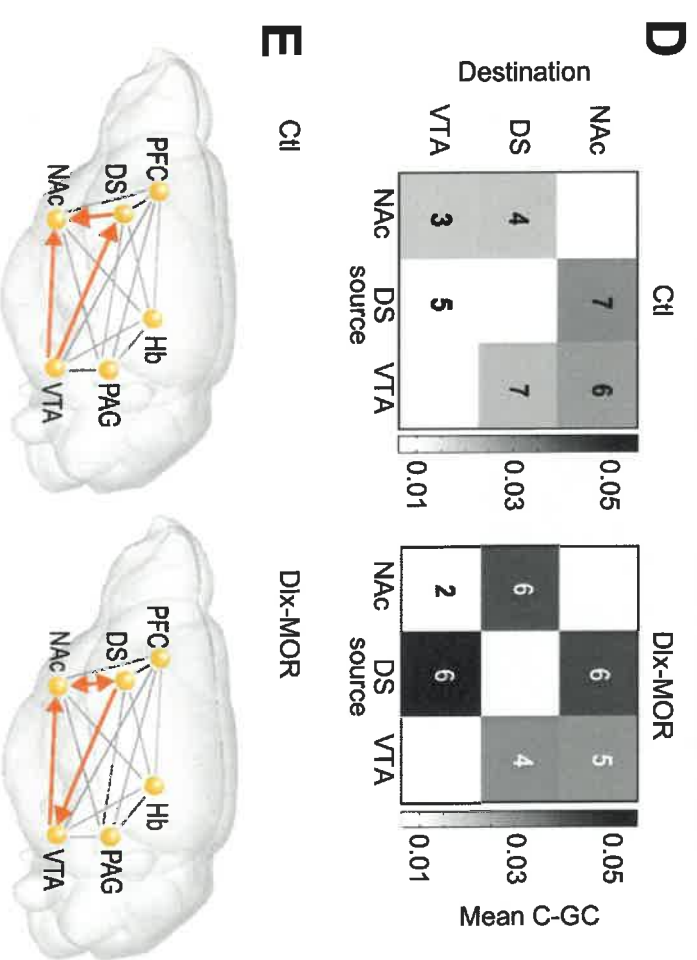 D
Ctl
Dlx-MOR
Destination
NAc
7 6
0.05
6 5
0.05
DS
4 7
0.03
6 4
0.03
VTA
3 5
0.01
2 6
0.01
Mean C-GC
NAc DS VTA
source
NAc DS VTA
source
E
Ctl
Dlx-MOR
PFC
Hb
DS
PAG
NAc
VTA
PFC
Hb
DS
PAG
NAc
VTA